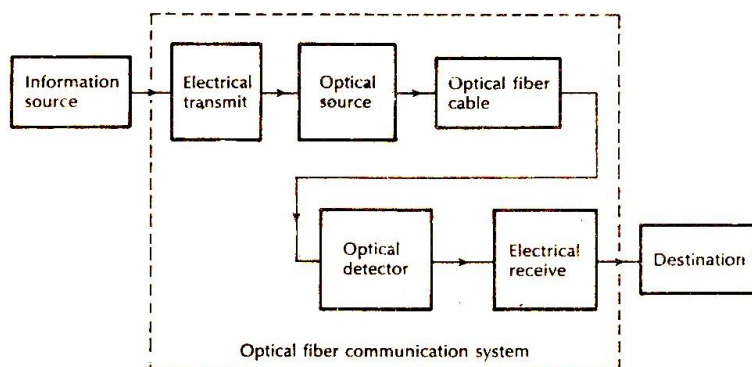 Information
source
Electrical
transmit
Optical
source
Optical fiber
cable
Optical
detector
Electrical
receive
Destination
Optical fiber communication system